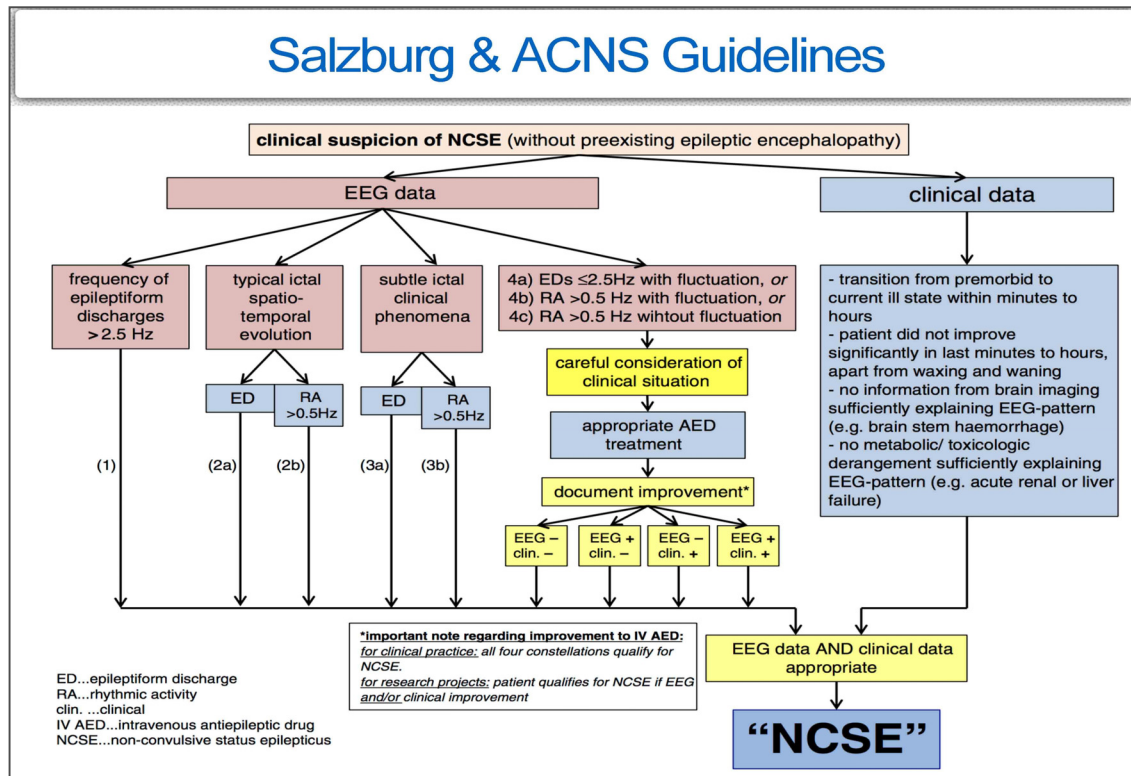 Salzburg & ACNS Guidelines
clinical suspicion of NCSE (without preexisting epileptic encephalopathy)
EEG data
clinical data
frequency of
epileptiform
discharges
>2.5 Hz
typical ictal
spatio-
temporal
evolution
subtle ictal
clinical
phenomena
4a) EDs ≤2.5Hz with fluctuation, or
4b) RA >0.5 Hz with fluctuation, or
4c) RA >0.5 Hz wihtout fluctuation
- transition from premorbid to
current ill state within minutes to
hours
- patient did not improve
significantly in last minutes to hours,
apart from waxing and waning
- no information from brain imaging
sufficiently explaining EEG-pattern
(e.g. brain stem haemorrhage)
- no metabolic/ toxicologic
derangement sufficiently explaining
EEG-pattern (e.g. acute renal or liver
failure)
careful consideration of
clinical situation
ED
RA
>0.5Hz
ED
RA
>0.5Hz
appropriate AED
treatment
(1)
(2a)
(2b)
(3a)
(3b)
document improvement*
EEG –
clin. –
EEG +
clin. –
EEG –
clin. +
EEG +
clin. +
*important note regarding improvement to IV AED:
for clinical practice: all four constellations qualify for
NCSE.
for research projects: patient qualifies for NCSE if EEG
and/or clinical improvement
EEG data AND clinical data
appropriate
ED...epileptiform discharge
RA...rhythmic activity
clin. ...clinical
IV AED...intravenous antiepileptic drug
NCSE...non-convulsive status epilepticus
“NCSE”